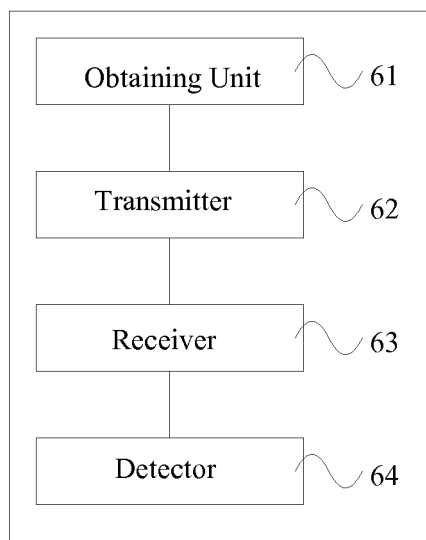 Obtaining Unit 61
Transmitter 62
Receiver 63
Detector 64